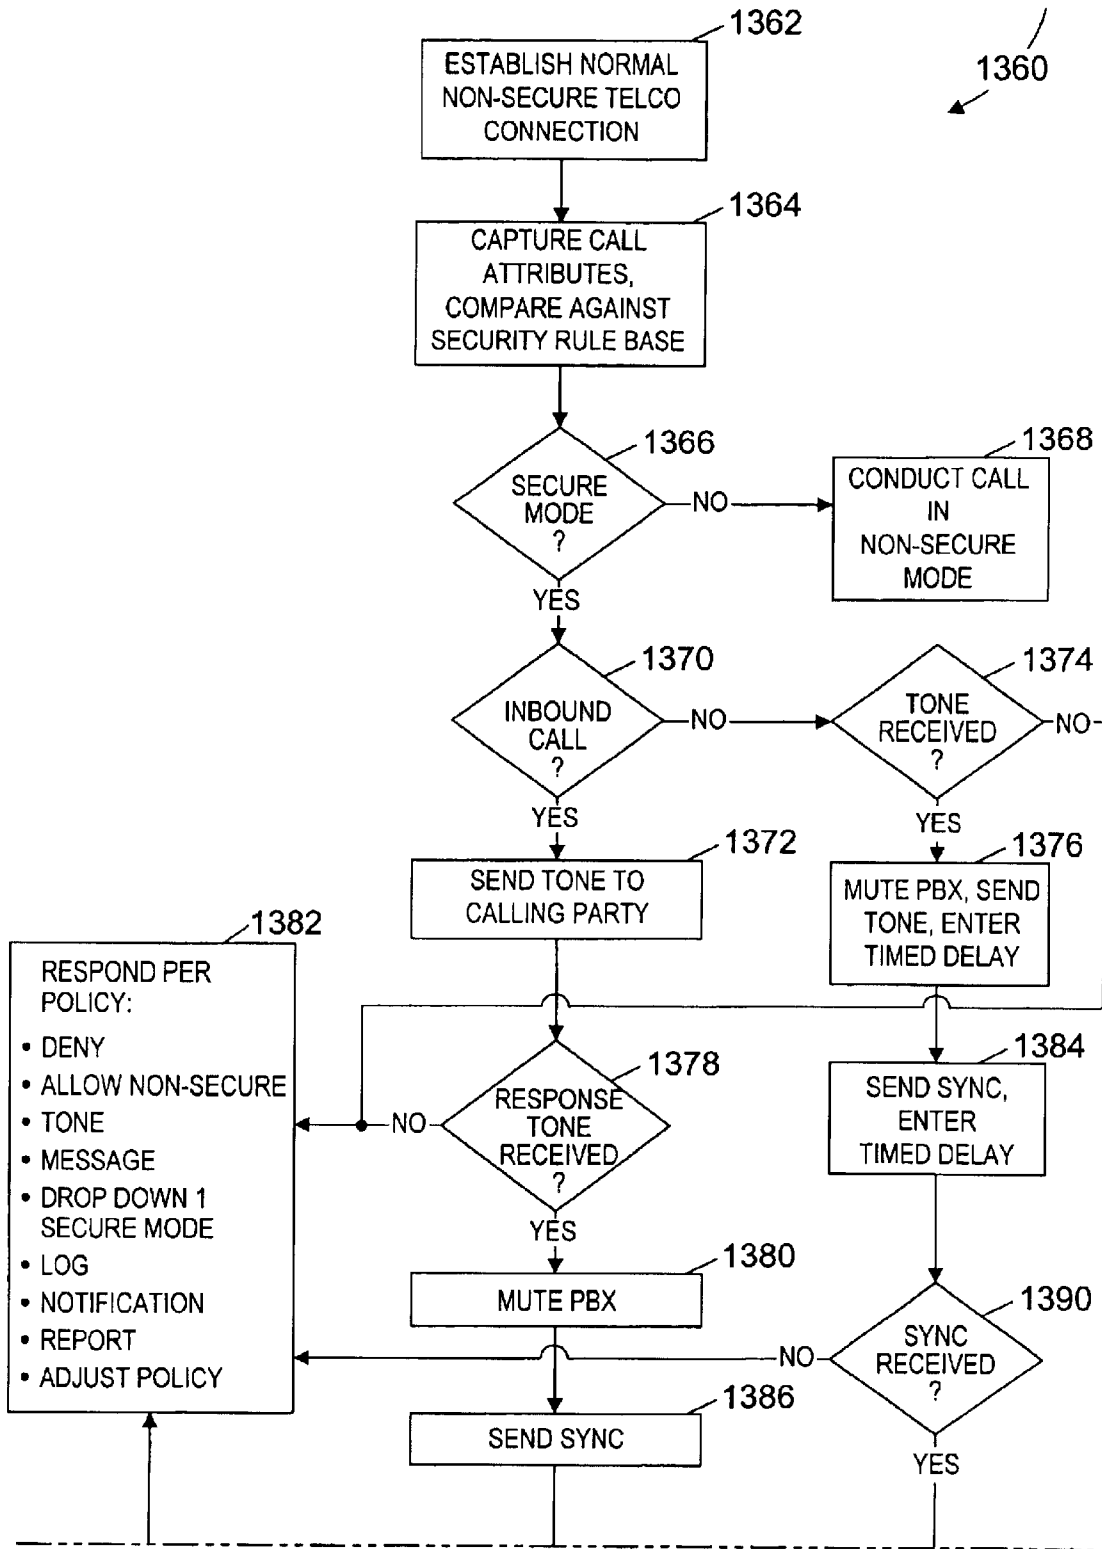 1362
ESTABLISH NORMAL
NON-SECURE TELCO
CONNECTION
1360
1364
CAPTURE CALL
ATTRIBUTES,
COMPARE AGAINST
SECURITY RULE BASE
1366
SECURE
MODE
?
NO
YES
1368
CONDUCT CALL
IN
NON-SECURE
MODE
1370
INBOUND
CALL
?
NO
YES
1374
TONE
RECEIVED
?
NO
YES
1372
SEND TONE TO
CALLING PARTY
1376
MUTE PBX, SEND
TONE, ENTER
TIMED DELAY
1382
RESPOND PER
POLICY:
• DENY
• ALLOW NON-SECURE
• TONE
• MESSAGE
• DROP DOWN 1
SECURE MODE
• LOG
• NOTIFICATION
• REPORT
• ADJUST POLICY
1378
RESPONSE
TONE
RECEIVED
?
NO
YES
1384
SEND SYNC,
ENTER
TIMED DELAY
1380
MUTE PBX
1390
SYNC
RECEIVED
?
NO
YES
1386
SEND SYNC